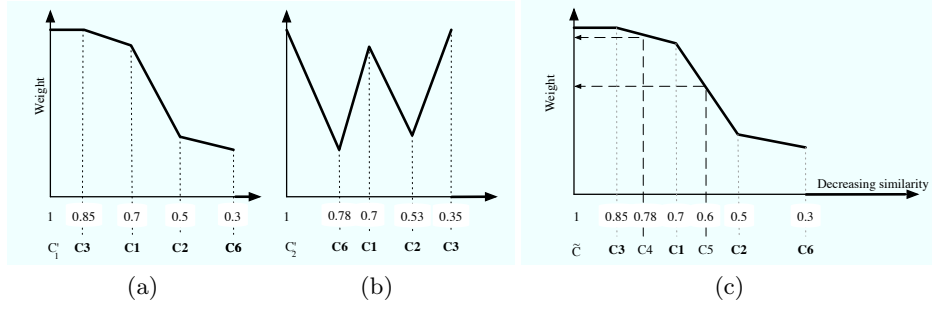 Weight
1 0.85 0.7 0.5 0.3
C'1 C3 C1 C2 C6
(a)
1 0.78 0.7 0.53 0.35
C'2 C6 C1 C2 C3
(b)
Weight
Decreasing similarity
1 0.85 0.78 0.7 0.6 0.5 0.3
C̃ C3 C4 C1 C5 C2 C6
(c)